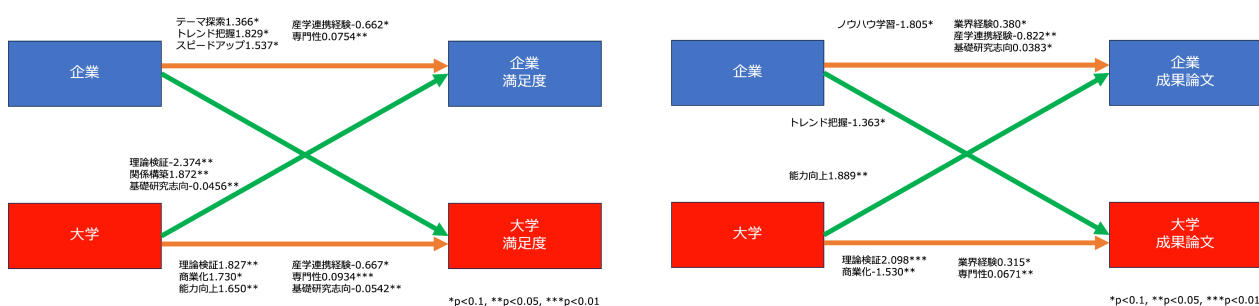 テーマ探索1.366*
トレンド把握1.829*
スピードアップ1.537*
産学連携経験-0.662*
専門性0.0754**
企業
企業
満足度
理論検証-2.374**
関係構築1.872**
基礎研究志向-0.0456**
大学
大学
満足度
理論検証1.827**
商業化1.730*
能力向上1.650**
産学連携経験-0.667*
専門性0.0934***
基礎研究志向-0.0542**
*p<0.1, **p<0.05, ***p<0.01
ノウハウ学習-1.805*
業界経験0.380*
産学連携経験-0.822**
基礎研究志向0.0383*
企業
企業
成果論文
トレンド把握-1.363*
能力向上1.889**
大学
大学
成果論文
理論検証2.098***
商業化-1.530**
業界経験0.315*
専門性0.0671**
*p<0.1, **p<0.05, ***p<0.01